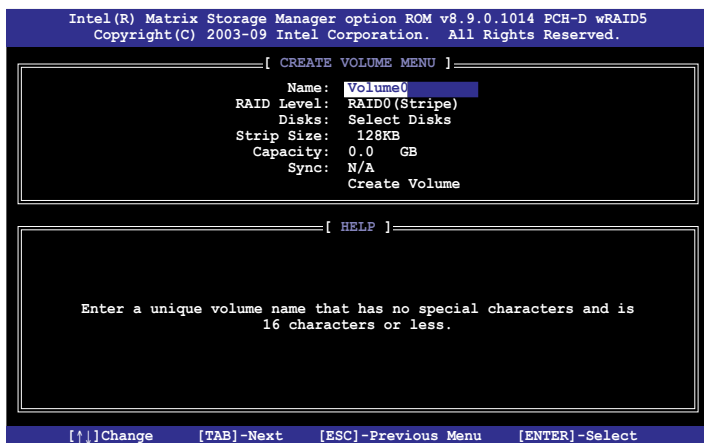 Intel(R) Matrix Storage Manager option ROM v8.9.0.1014 PCH-D wRAID5
Copyright(C) 2003-09 Intel Corporation. All Rights Reserved.
[ CREATE VOLUME MENU ]
Name: Volume0
RAID Level: RAID0(Stripe)
Disks: Select Disks
Strip Size: 128KB
Capacity: 0.0 GB
Sync: N/A
Create Volume
[ HELP ]
Enter a unique volume name that has no special characters and is
16 characters or less.
[↑↓]Change [TAB]-Next [ESC]-Previous Menu [ENTER]-Select